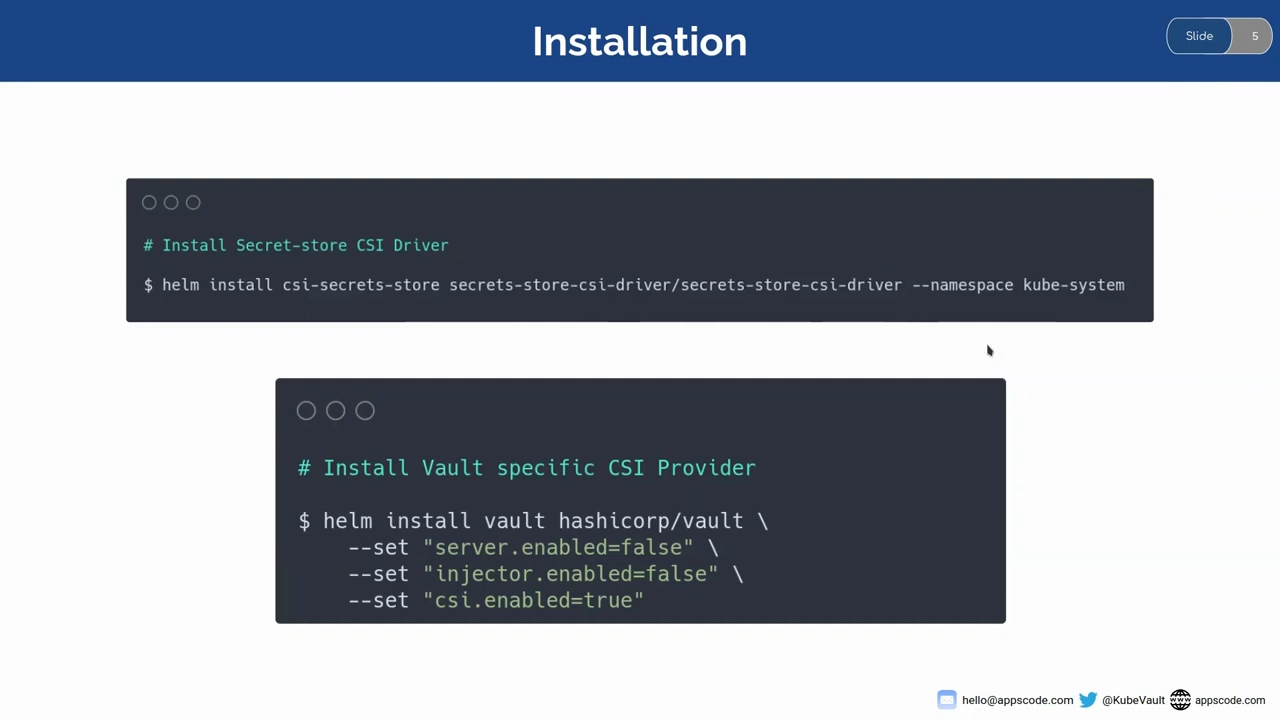 Installation
Slide 5
# Install Secret-store CSI Driver
$ helm install csi-secrets-store secrets-store-csi-driver/secrets-store-csi-driver --namespace kube-system
# Install Vault specific CSI Provider
$ helm install vault hashicorp/vault \
--set "server.enabled=false" \
--set "injector.enabled=false" \
--set "csi.enabled=true"
hello@appscode.com @KubeVault appscode.com